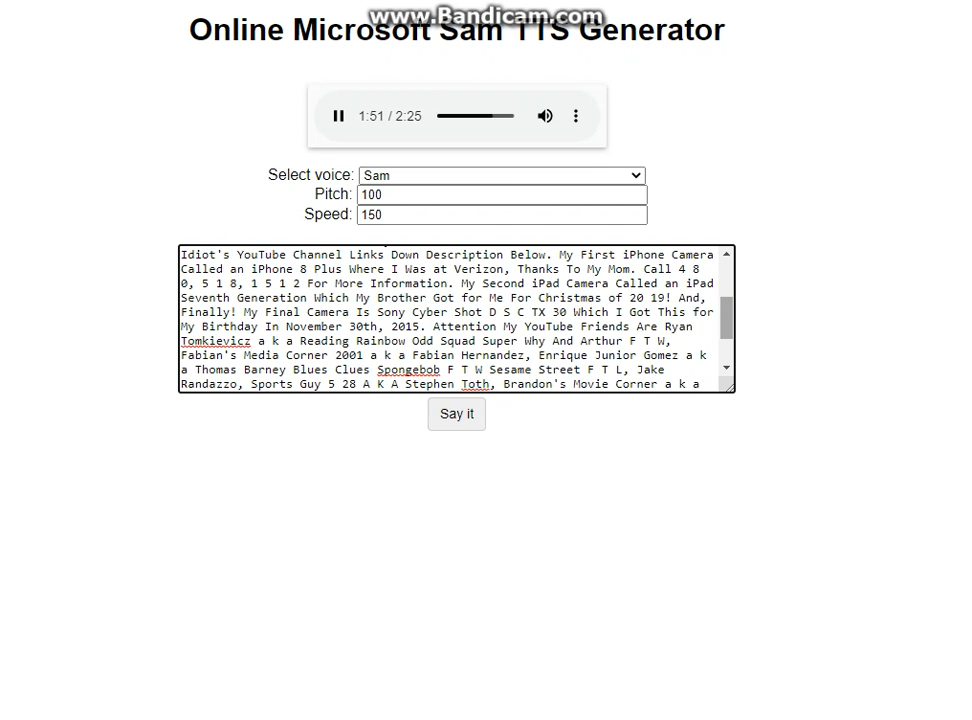 www.Bandicam.com
Online Microsoft Sam TTS Generator
1:51 / 2:25
Select voice: Sam
Pitch: 100
Speed: 150
Idiot's YouTube Channel Links Down Description Below. My First iPhone Camera
Called an iPhone 8 Plus Where I Was at Verizon, Thanks To My Mom. Call 4 8
0, 5 1 8, 1 5 1 2 For More Information. My Second iPad Camera Called an iPad
Seventh Generation Which My Brother Got for Me For Christmas of 20 19! And,
Finally! My Final Camera Is Sony Cyber Shot D S C TX 30 Which I Got This for
My Birthday In November 30th, 2015. Attention My YouTube Friends Are Ryan
Tomkievicz a k a Reading Rainbow Odd Squad Super Why And Arthur F T W,
Fabian's Media Corner 2001 a k a Fabian Hernandez, Enrique Junior Gomez a k
a Thomas Barney Blues Clues Spongebob F T W Sesame Street F T L, Jake
Randazzo, Sports Guy 5 28 A K A Stephen Toth, Brandon's Movie Corner a k a
Say it